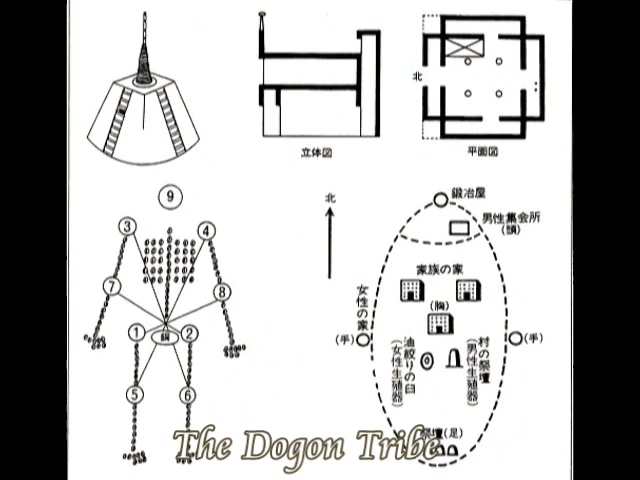 北
立体図
平面図
鍛冶屋
男性集会所
(頭)
北
9
3
4
7
8
1
2
5
6
家族の家
(胸)
女性の家
(手)
(手)
油絞りの臼
(女性生殖器)
村の祭壇
(男性生殖器)
祭壇(足)
The Dogon Tribe